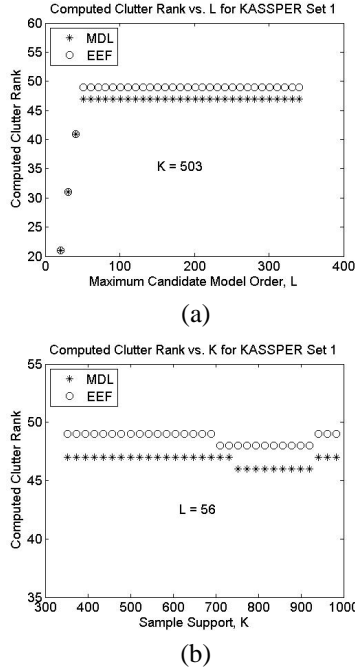 Computed Clutter Rank vs. L for KASSPER Set 1
60
55
50
45
40
35
30
25
20
MDL
EEF
K = 503
Computed Clutter Rank
0
100
200
300
400
Maximum Candidate Model Order, L
(a)
Computed Clutter Rank vs. K for KASSPER Set 1
55
50
45
40
35
MDL
EEF
L = 56
Computed Clutter Rank
300
400
500
600
700
800
900
1000
Sample Support, K
(b)